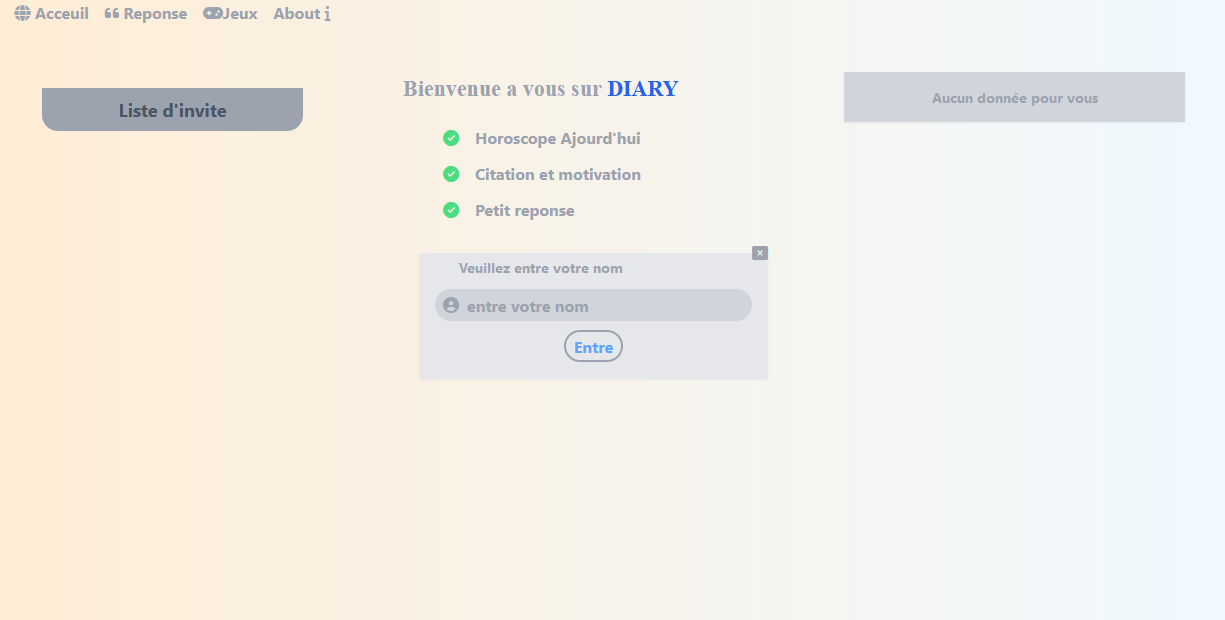 Acceuil Reponse Jeux About
Liste d'invite
Bienvenue a vous sur DIARY
Horoscope Ajourd'hui
Citation et motivation
Petit reponse
Veuillez entre votre nom
entre votre nom
Entre
Aucun donnée pour vous